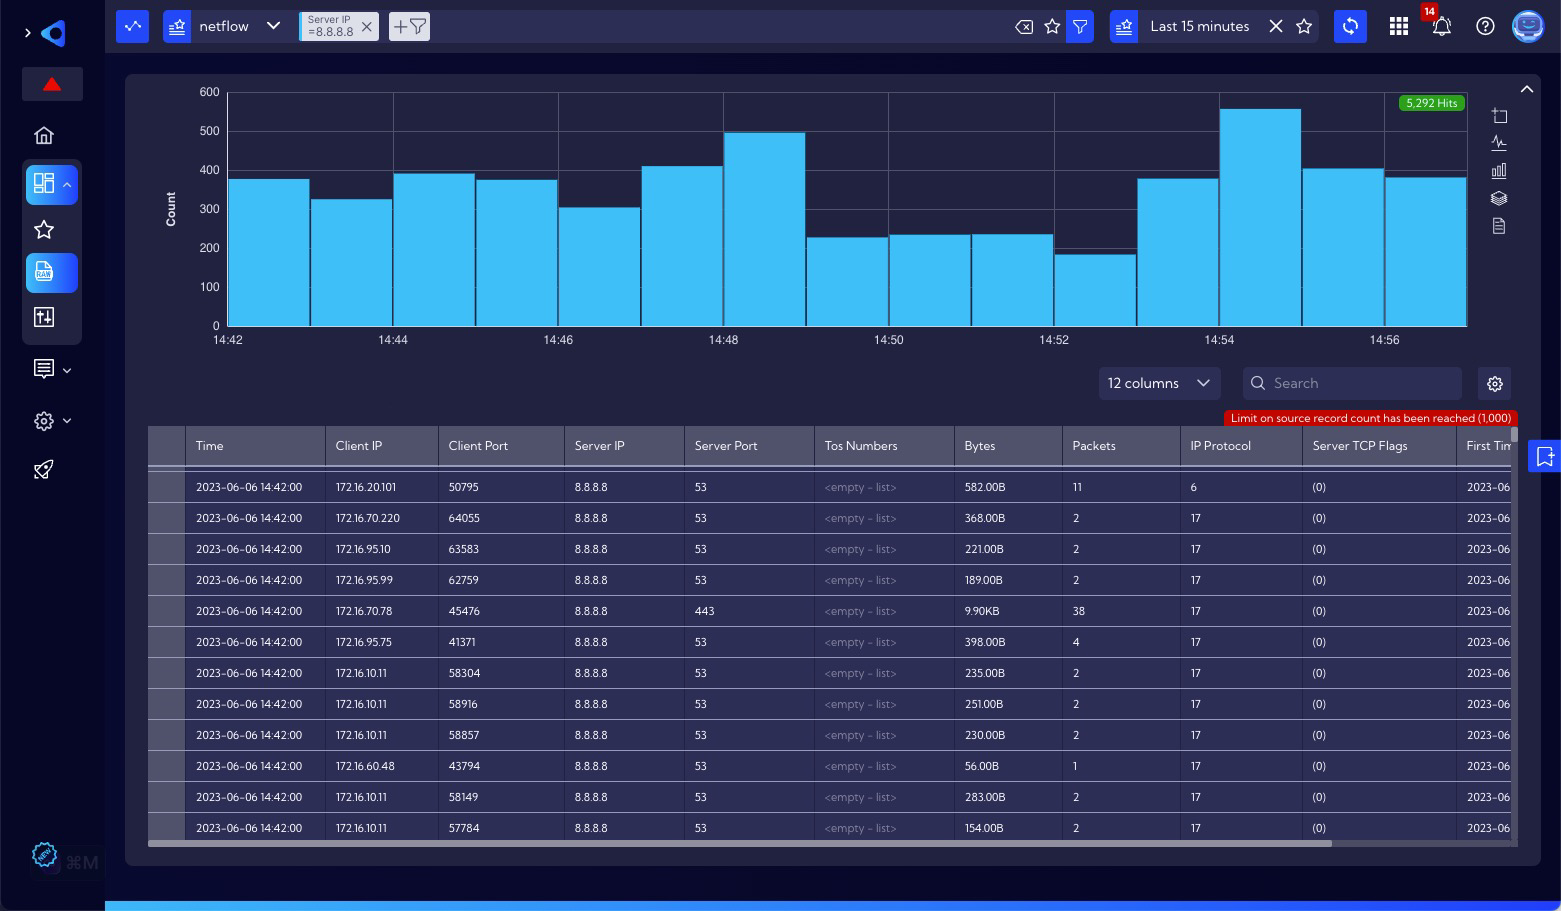 netflow
Server IP
=8.8.8.8
Last 15 minutes
14
600
5,292 Hits
500
400
300
200
100
0
Count
14:42 14:44 14:46 14:48 14:50 14:52 14:54 14:56
RAW
12 columns
Search
Limit on source record count has been reached (1,000)
Time Client IP Client Port Server IP Server Port Tos Numbers Bytes Packets IP Protocol Server TCP Flags First Tim
2023-06-06 14:42:00 172.16.20.101 50795 8.8.8.8 53 <empty - list> 582.00B 11 6 (0) 2023-06
2023-06-06 14:42:00 172.16.70.220 64055 8.8.8.8 53 <empty - list> 368.00B 2 17 (0) 2023-06
2023-06-06 14:42:00 172.16.95.10 63583 8.8.8.8 53 <empty - list> 221.00B 2 17 (0) 2023-06
2023-06-06 14:42:00 172.16.95.99 62759 8.8.8.8 53 <empty - list> 189.00B 2 17 (0) 2023-06
2023-06-06 14:42:00 172.16.70.78 45476 8.8.8.8 443 <empty - list> 9.90KB 38 17 (0) 2023-06
2023-06-06 14:42:00 172.16.95.75 41371 8.8.8.8 53 <empty - list> 398.00B 4 17 (0) 2023-06
2023-06-06 14:42:00 172.16.10.11 58304 8.8.8.8 53 <empty - list> 235.00B 2 17 (0) 2023-06
2023-06-06 14:42:00 172.16.10.11 58916 8.8.8.8 53 <empty - list> 251.00B 2 17 (0) 2023-06
2023-06-06 14:42:00 172.16.10.11 58857 8.8.8.8 53 <empty - list> 230.00B 2 17 (0) 2023-06
2023-06-06 14:42:00 172.16.60.48 43794 8.8.8.8 53 <empty - list> 56.00B 1 17 (0) 2023-06
2023-06-06 14:42:00 172.16.10.11 58149 8.8.8.8 53 <empty - list> 283.00B 2 17 (0) 2023-06
2023-06-06 14:42:00 172.16.10.11 57784 8.8.8.8 53 <empty - list> 154.00B 2 17 (0) 2023-06
NEW
⌘M